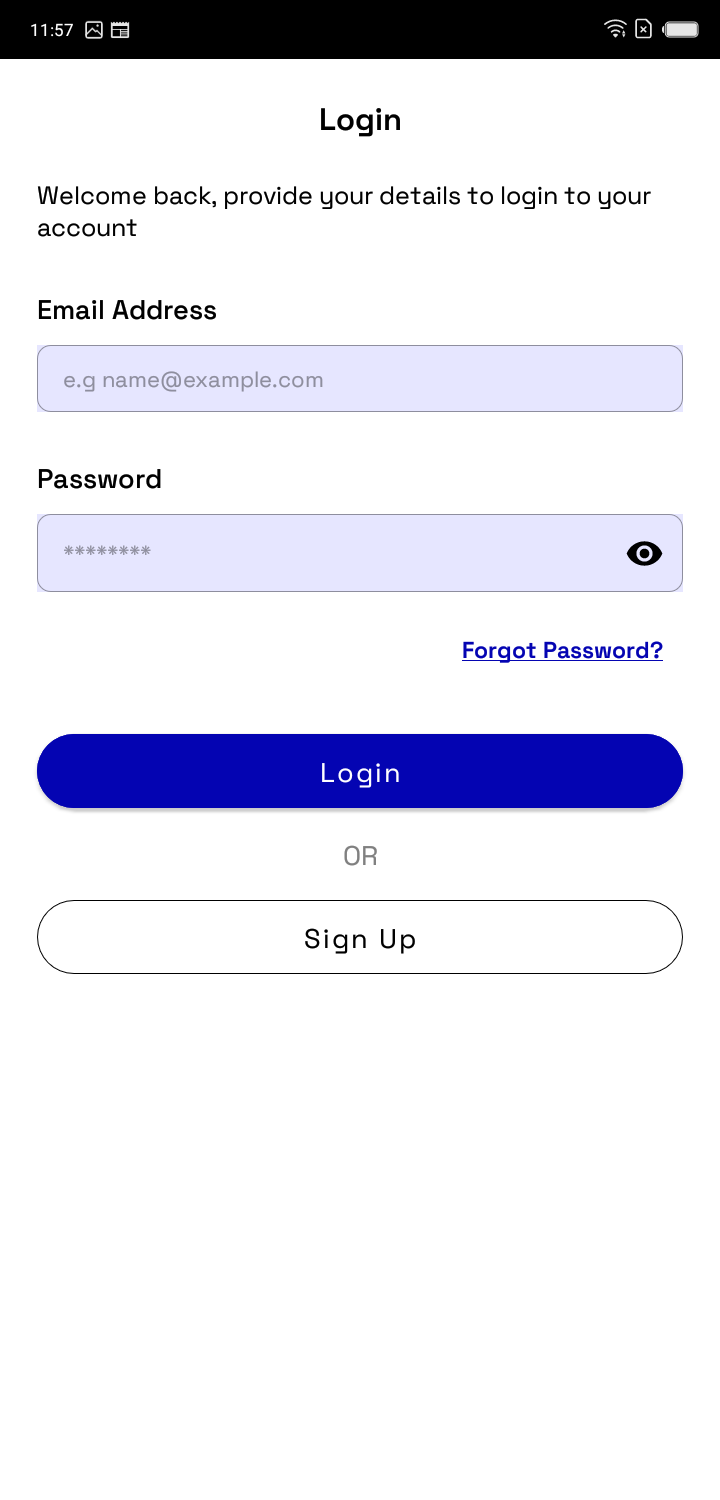 11:57
Login
Welcome back, provide your details to login to your
account
Email Address
e.g name@example.com
Password
********
Forgot Password?
Login
OR
Sign Up